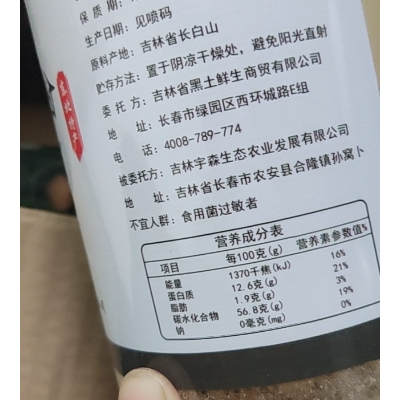 保质期
生产日期：见喷码
原料产地：吉林省长白山
贮存方法：置于阴凉干燥处，避免阳光直射
委托方：吉林省黑土鲜生商贸有限公司
地址：长春市绿园区西环城路E组
电话：4008-789-774
被委托方：吉林宇森生态农业发展有限公司
地址：吉林省长春市农安县合隆镇孙窝卜
不宜人群：食用菌过敏者
东北特产
营养成分表
项目 每100克(g) 营养素参数值%
能量 1370千焦(kJ) 16%
蛋白质 12.6克(g) 21%
脂肪 1.9克(g) 3%
碳水化合物 56.8克(g) 19%
钠 0毫克(mg) 0%